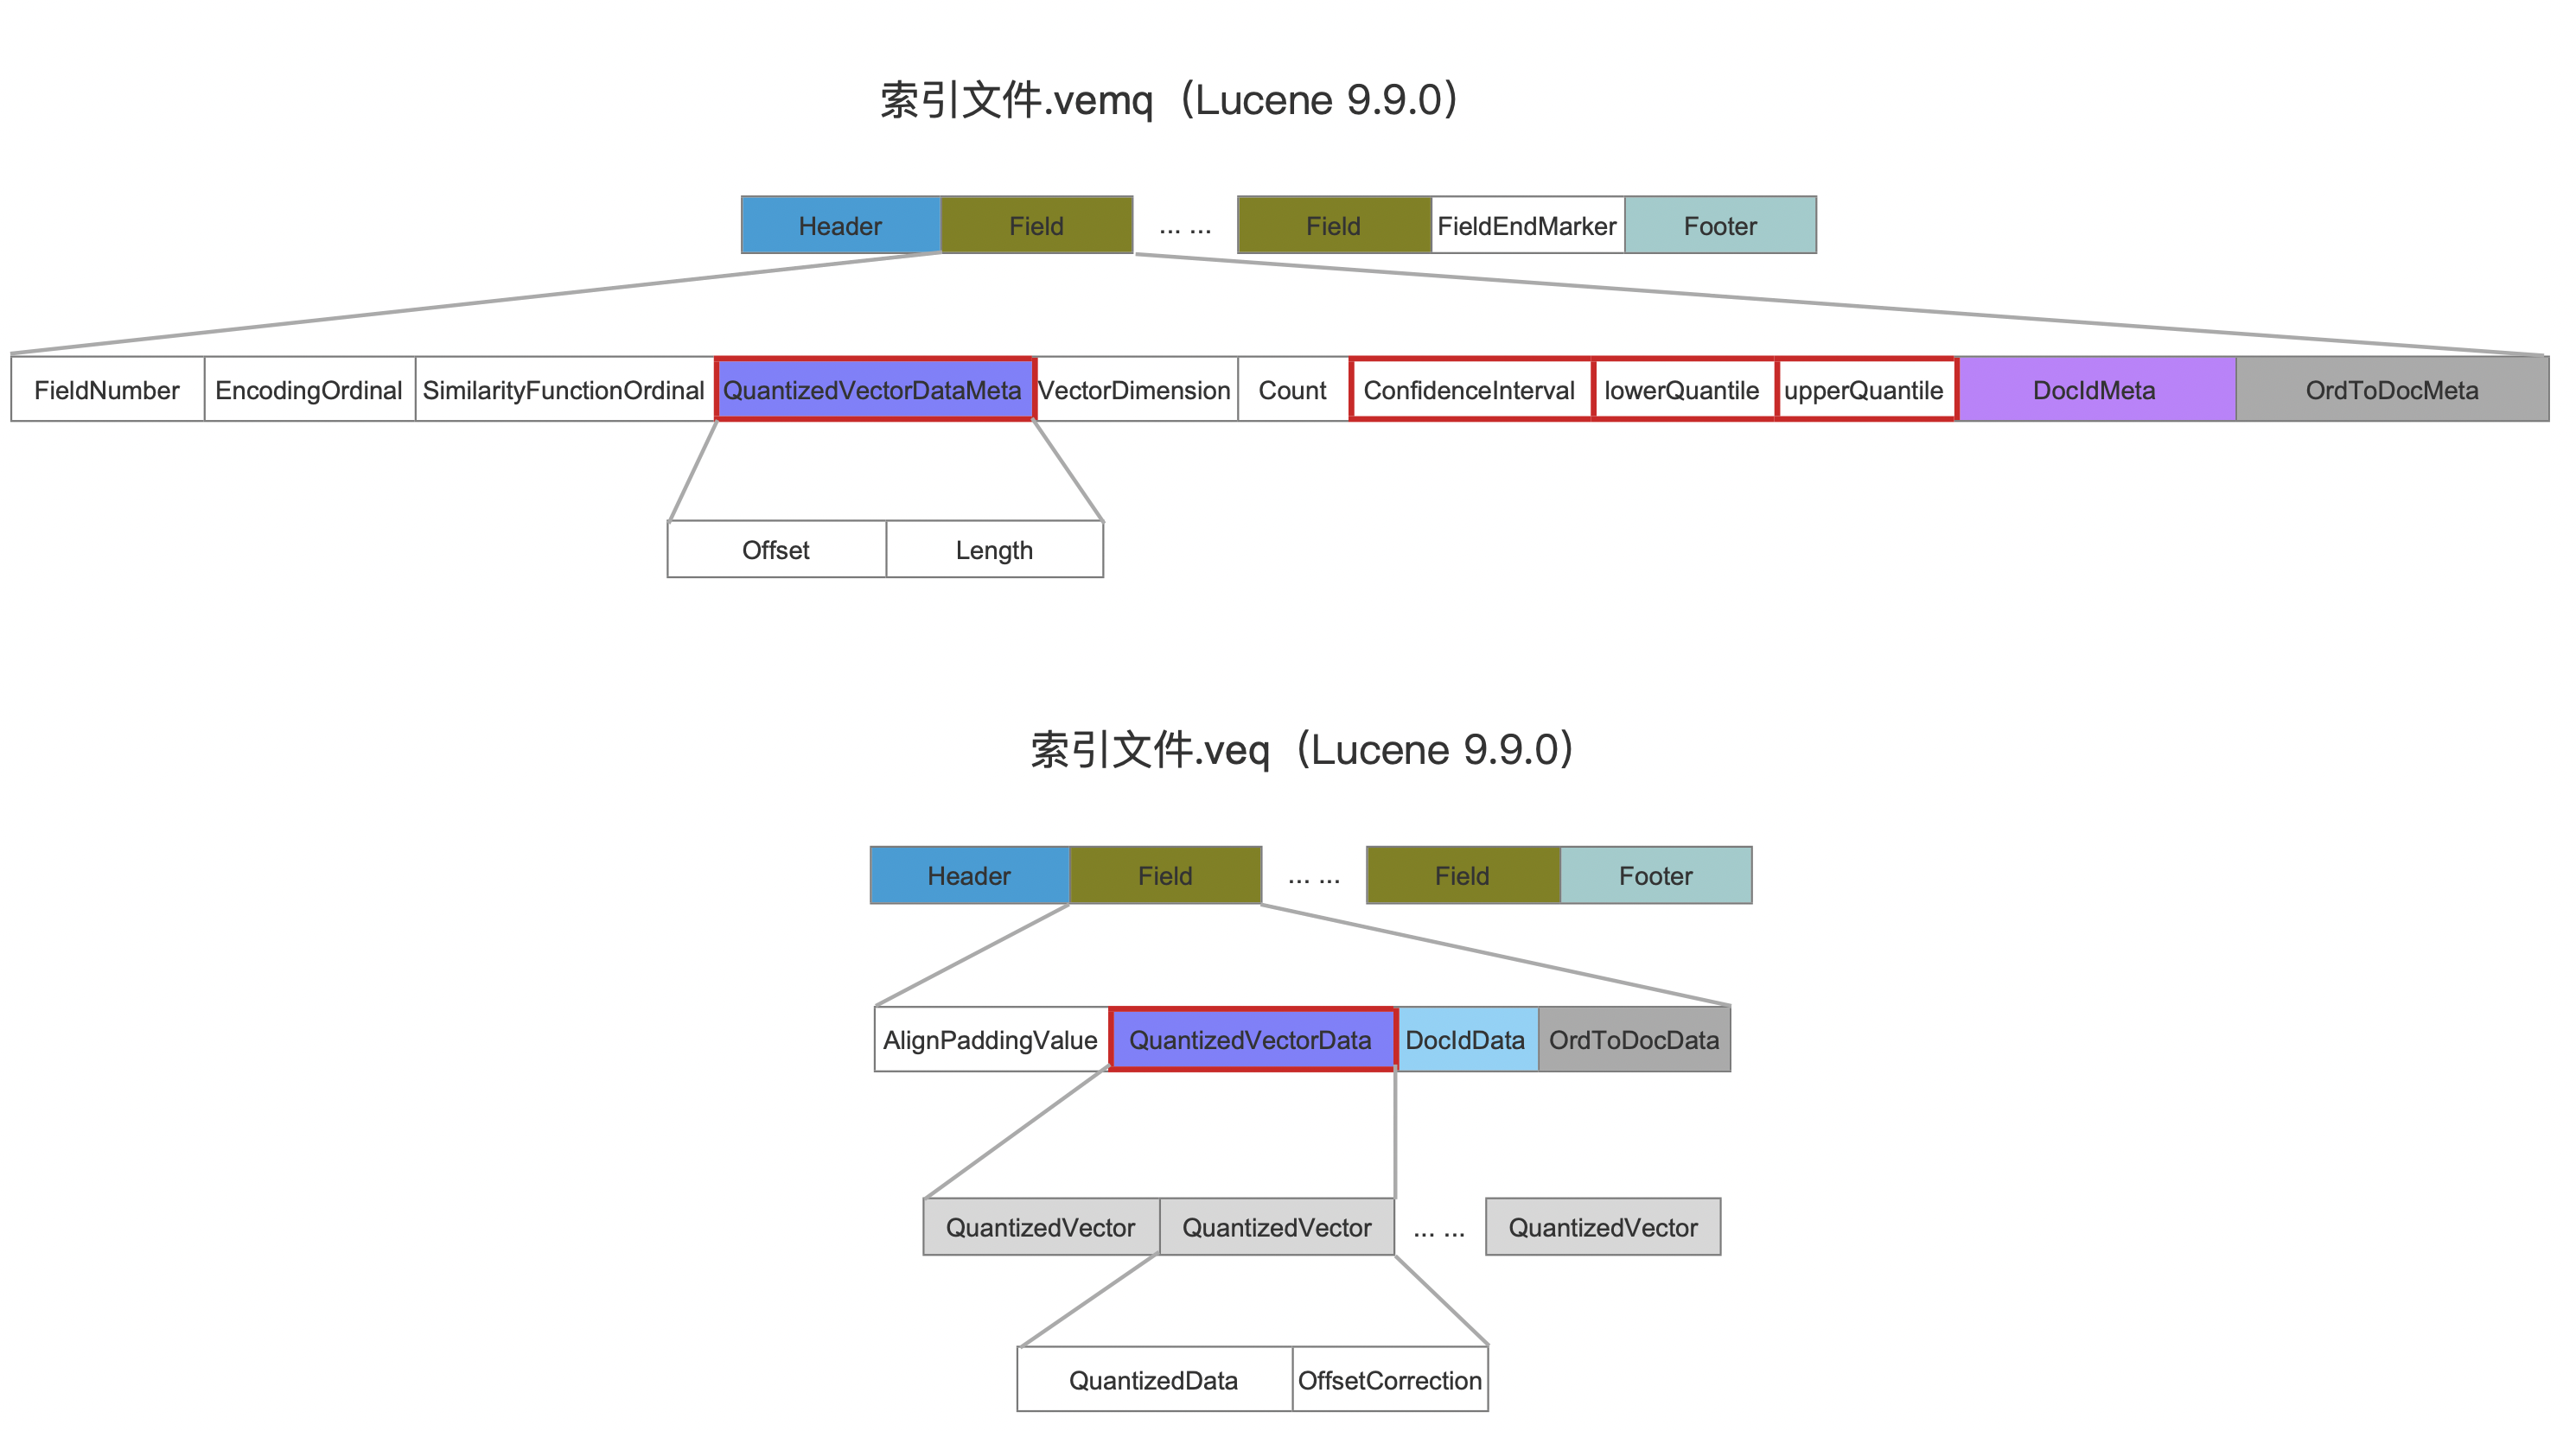 索引文件.vemq（Lucene 9.9.0）
Header Field ... ... Field FieldEndMarker Footer
FieldNumber EncodingOrdinal SimilarityFunctionOrdinal QuantizedVectorDataMeta VectorDimension Count ConfidenceInterval lowerQuantile upperQuantile DocIdMeta OrdToDocMeta
Offset Length
索引文件.veq（Lucene 9.9.0）
Header Field ... ... Field Footer
AlignPaddingValue QuantizedVectorData DocIdData OrdToDocData
QuantizedVector QuantizedVector ... ... QuantizedVector
QuantizedData OffsetCorrection